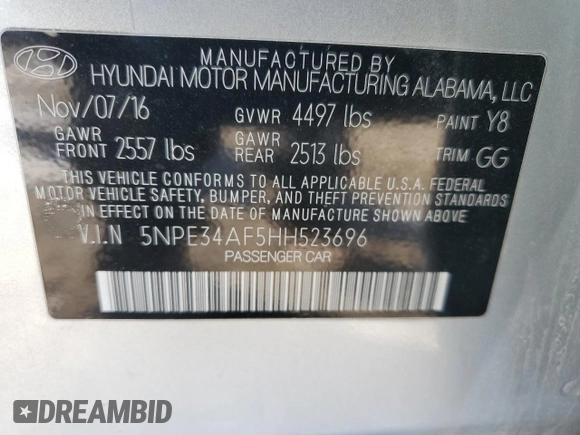 MANUFACTURED BY
HYUNDAI MOTOR MANUFACTURING ALABAMA, LLC
Nov/07/16 GVWR 4497 lbs PAINT Y8
GAWR FRONT 2557 lbs GAWR REAR 2513 lbs TRIM GG
THIS VEHICLE CONFORMS TO ALL APPLICABLE U.S.A. FEDERAL
MOTOR VEHICLE SAFETY, BUMPER, AND THEFT PREVENTION STANDARDS
IN EFFECT ON THE DATE OF MANUFACTURE SHOWN ABOVE
V.I.N 5NPE34AF5HH523696
PASSENGER CAR
DREAMBID